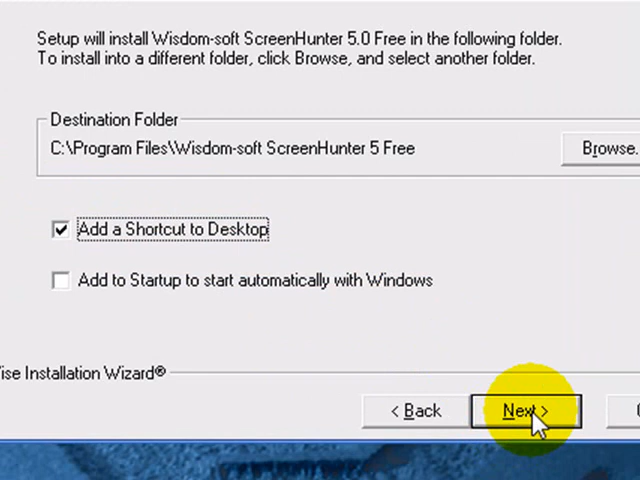 Setup will install Wisdom-soft ScreenHunter 5.0 Free in the following folder.
To install into a different folder, click Browse, and select another folder.
Destination Folder
C:\Program Files\Wisdom-soft ScreenHunter 5 Free
Browse.
Add a Shortcut to Desktop
Add to Startup to start automatically with Windows
ise Installation Wizard®
< Back
Next >